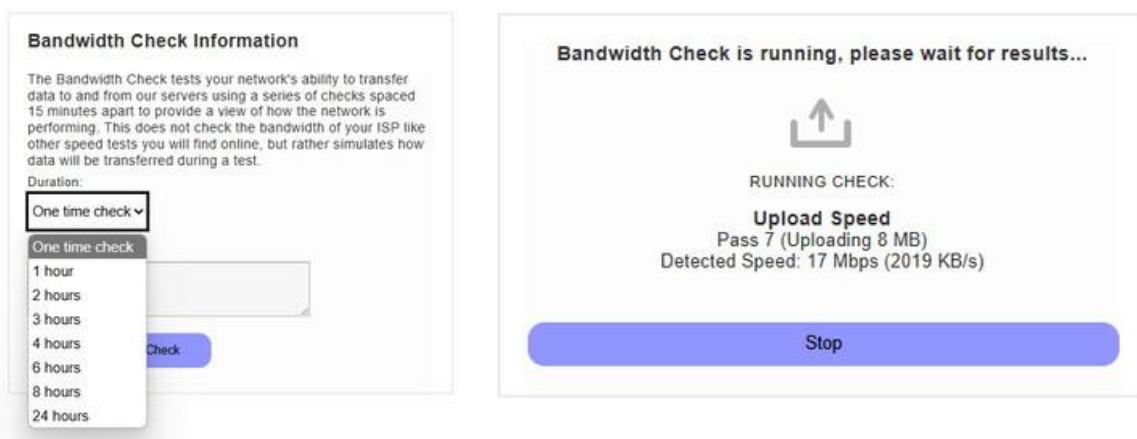 Bandwidth Check Information
The Bandwidth Check tests your network's ability to transfer
data to and from our servers using a series of checks spaced
15 minutes apart to provide a view of how the network is
performing. This does not check the bandwidth of your ISP like
other speed tests you will find online, but rather simulates how
data will be transferred during a test.
Duration:
One time check
One time check
1 hour
2 hours
3 hours
4 hours
6 hours
8 hours
24 hours
Check
Bandwidth Check is running, please wait for results...
RUNNING CHECK:
Upload Speed
Pass 7 (Uploading 8 MB)
Detected Speed: 17 Mbps (2019 KB/s)
Stop